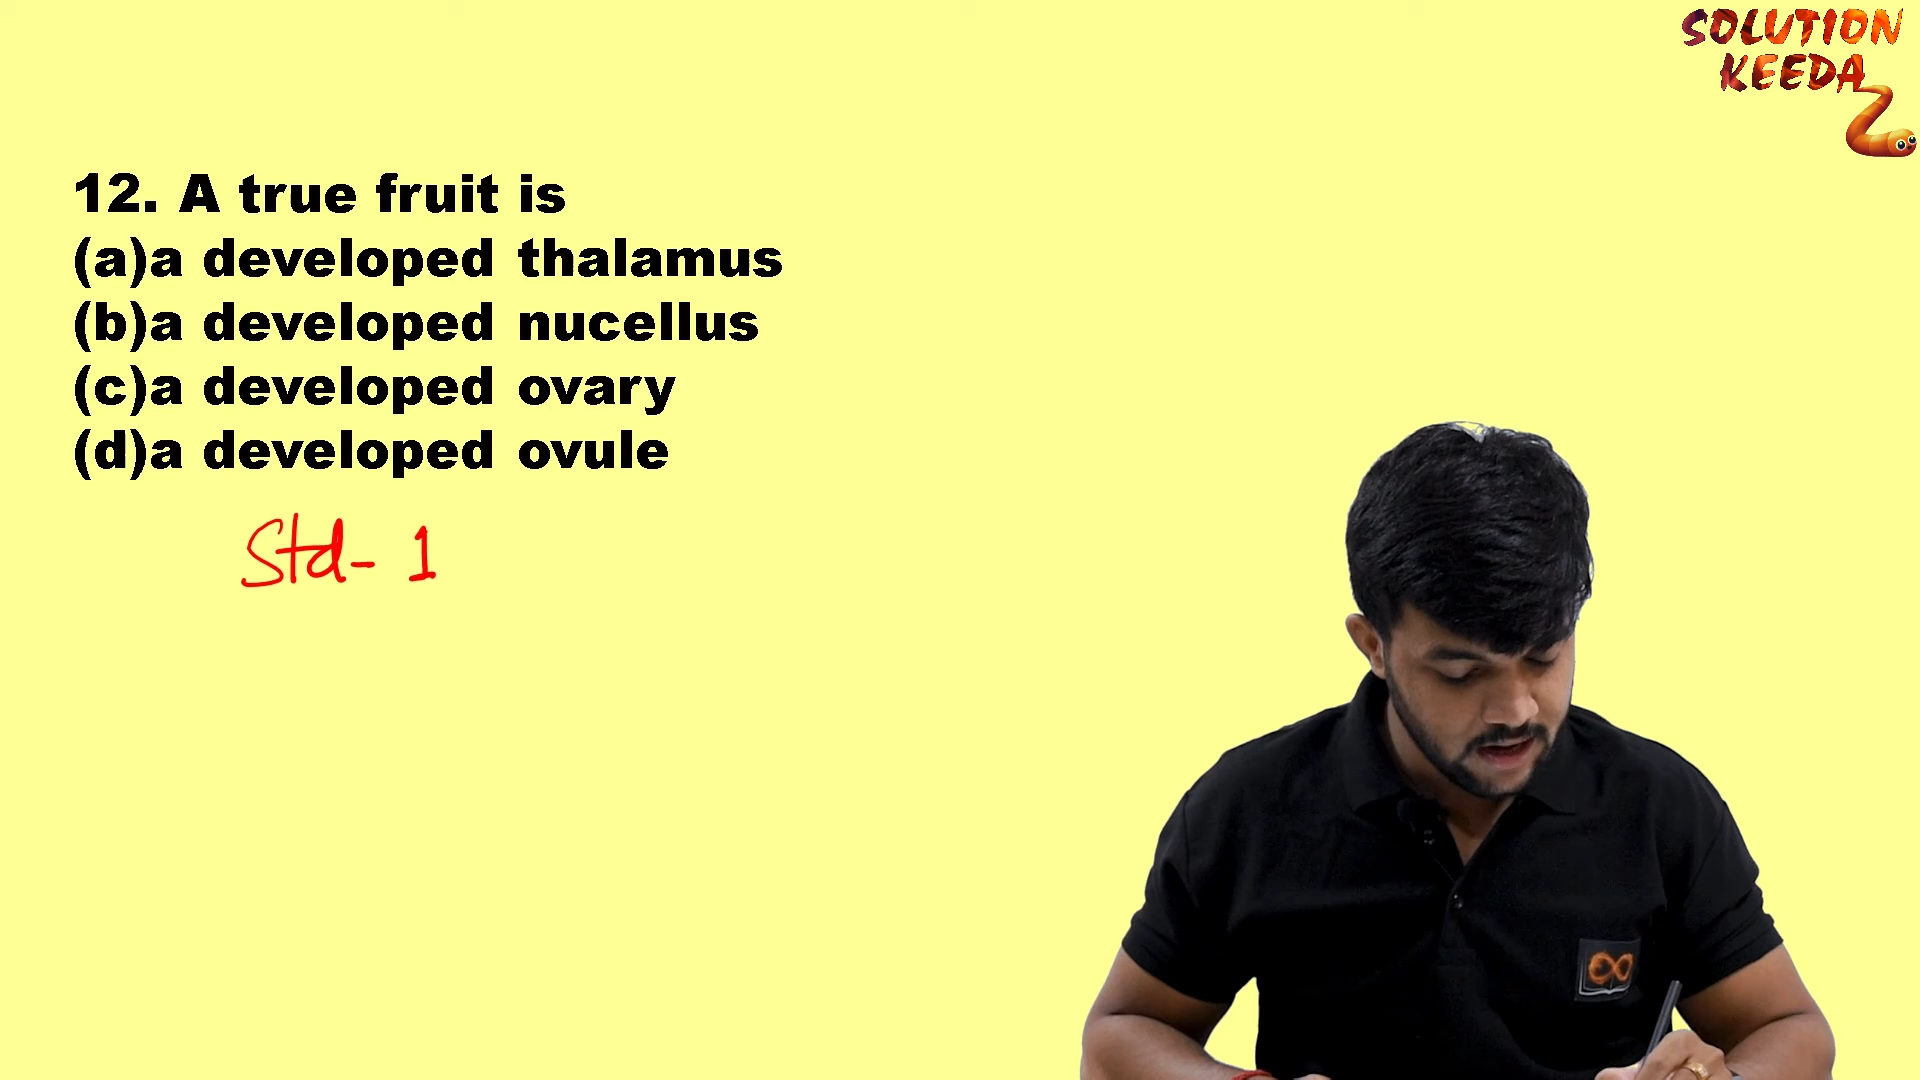 SOLUTION
KEEDA
12. A true fruit is
(a)a developed thalamus
(b)a developed nucellus
(c)a developed ovary
(d)a developed ovule
Std- 1